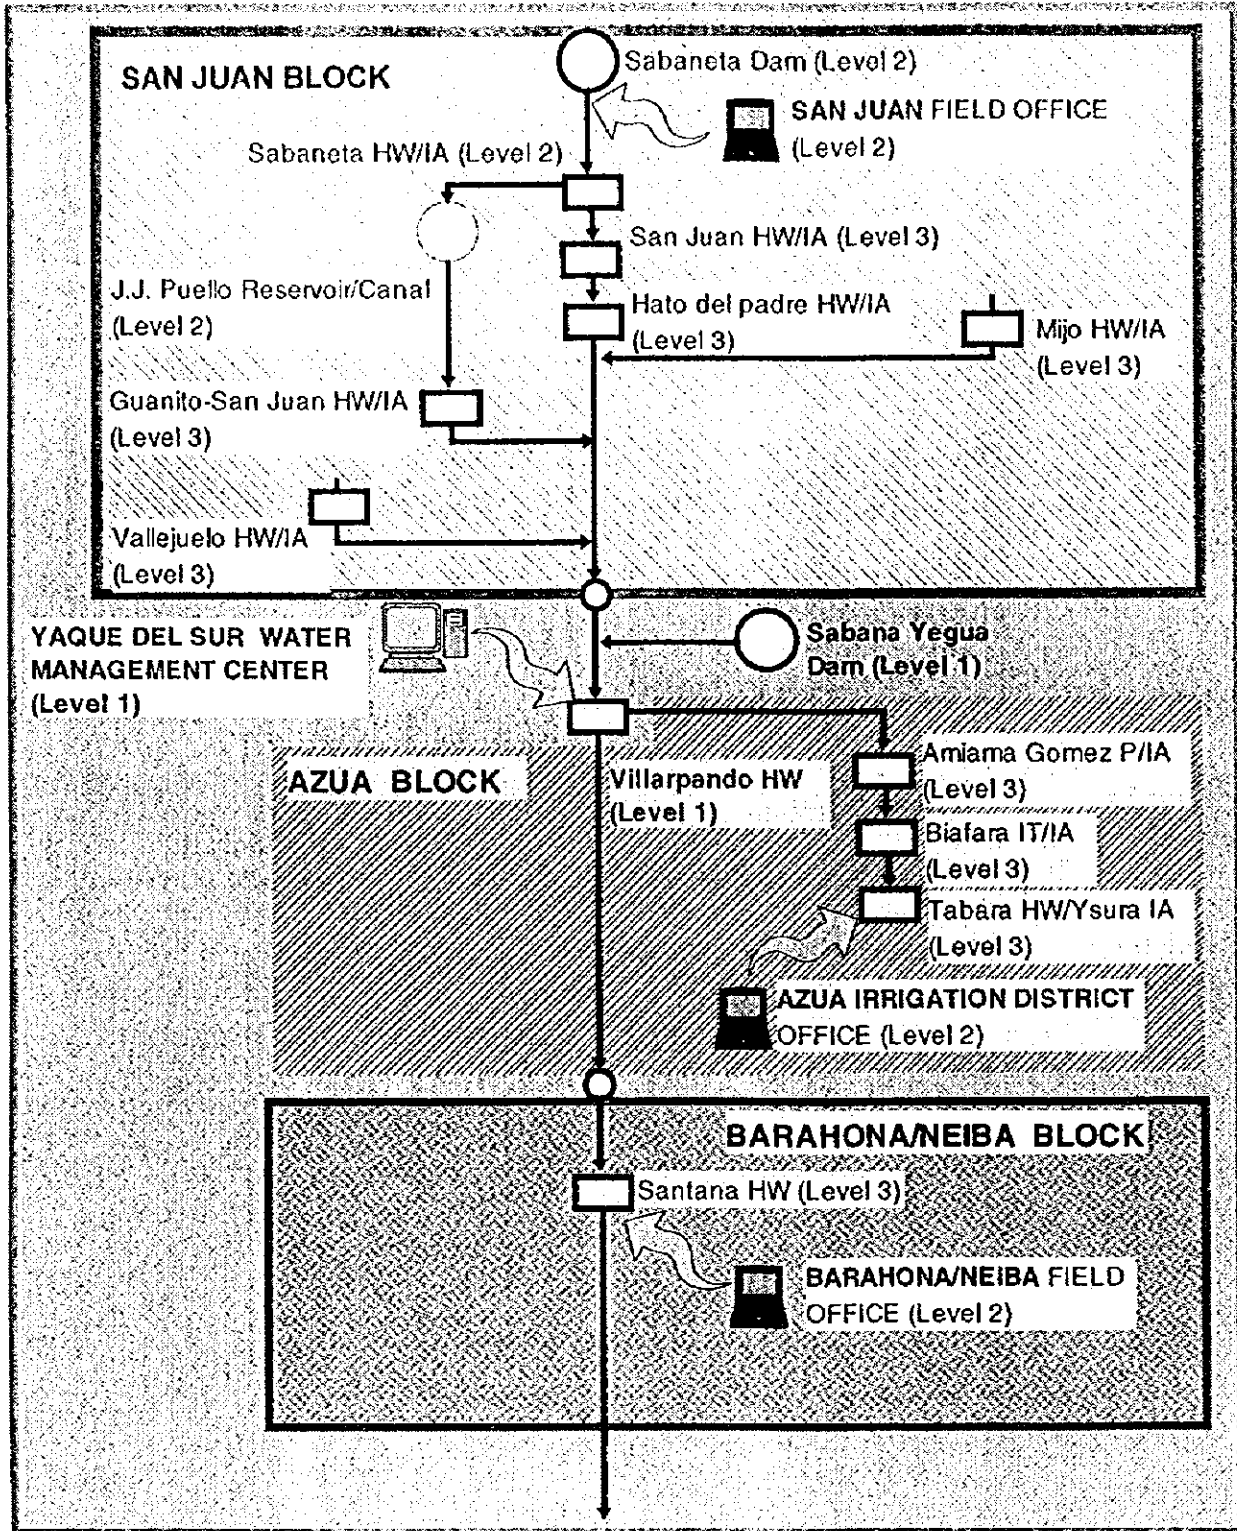 SAN JUAN BLOCK
Sabaneta Dam (Level 2)
SAN JUAN FIELD OFFICE
(Level 2)
Sabaneta HW/IA (Level 2)
San Juan HW/IA (Level 3)
J.J. Puello Reservoir/Canal
(Level 2)
Hato del padre HW/IA
(Level 3)
Mijo HW/IA
(Level 3)
Guanito-San Juan HW/IA
(Level 3)
Vallejuelo HW/IA
(Level 3)
YAQUE DEL SUR WATER
MANAGEMENT CENTER
(Level 1)
Sabana Yegua
Dam (Level 1)
AZUA BLOCK
Villarpando HW
(Level 1)
Amiama Gomez P/IA
(Level 3)
Biafara IT/IA
(Level 3)
Tabara HW/Ysura IA
(Level 3)
AZUA IRRIGATION DISTRICT
OFFICE (Level 2)
BARAHONA/NEIBA BLOCK
Santana HW (Level 3)
BARAHONA/NEIBA FIELD
OFFICE (Level 2)